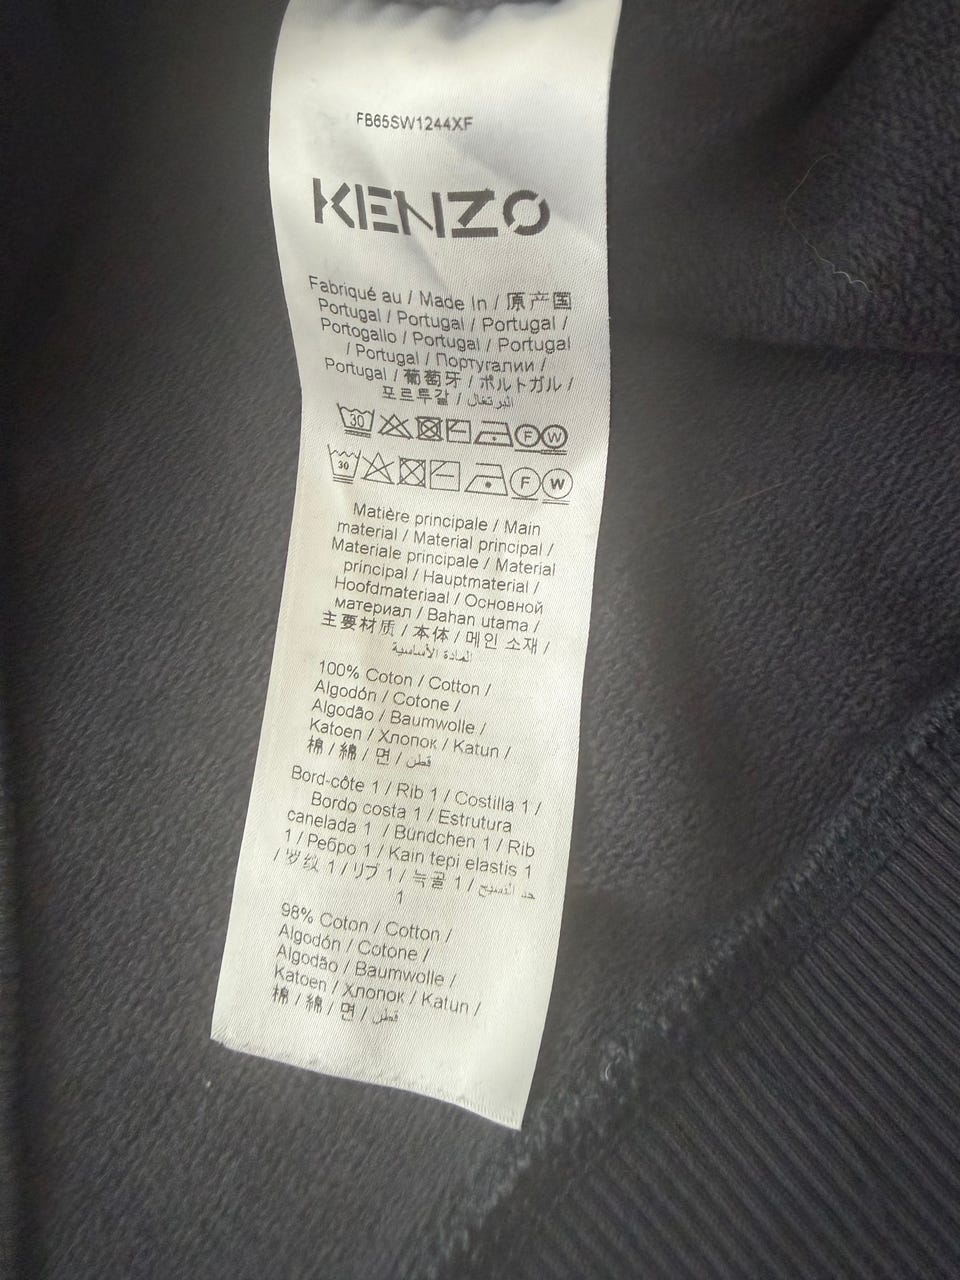 FB65SW1244XF
KENZO
Fabriqué au / Made In / 原产国
Portugal / Portugal / Portugal /
Portogallo / Portugal / Portugal
/ Portugal / Португалии /
Portugal / 葡萄牙 / ポルトガル /
포르투갈 / البرتغال
30 F W
30 F W
Matière principale / Main
material / Material principal /
Materiale principale / Material
principal / Hauptmaterial /
Hoofdmateriaal / Основной
материал / Bahan utama /
主要材质 / 本体 / 메인 소재 /
المادة الأساسية
100% Coton / Cotton /
Algodón / Cotone /
Algodão / Baumwolle /
Katoen / Хлопок / Katun /
棉 / 綿 / 면 / قطن
Bord-côte 1 / Rib 1 / Costilla 1 /
Bordo costa 1 / Estrutura
canelada 1 / Bündchen 1 / Rib
1 / Ребро 1 / Kain tepi elastis 1
/ 罗纹 1 / リブ 1 / 늑골 1 / حد النسيج
1
98% Coton / Cotton /
Algodón / Cotone /
Algodão / Baumwolle /
Katoen / Хлопок / Katun /
棉 / 綿 / 면 / قطن